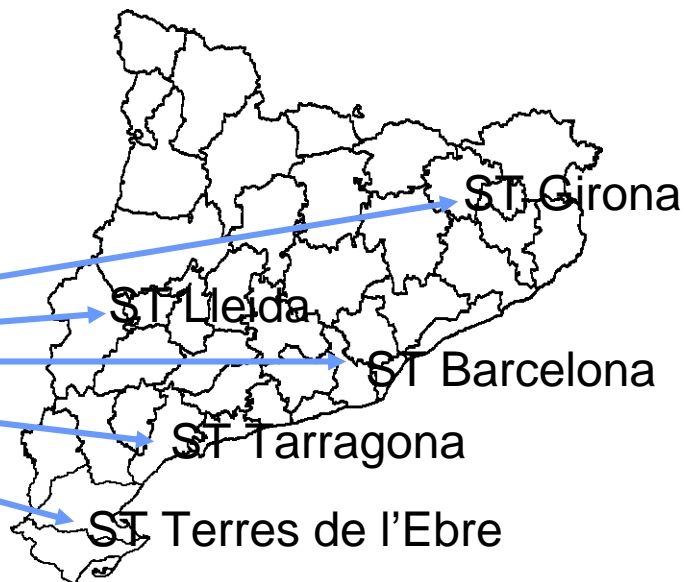 ST Girona
ST Lleida
ST Barcelona
ST Tarragona
ST Terres de l’Ebre